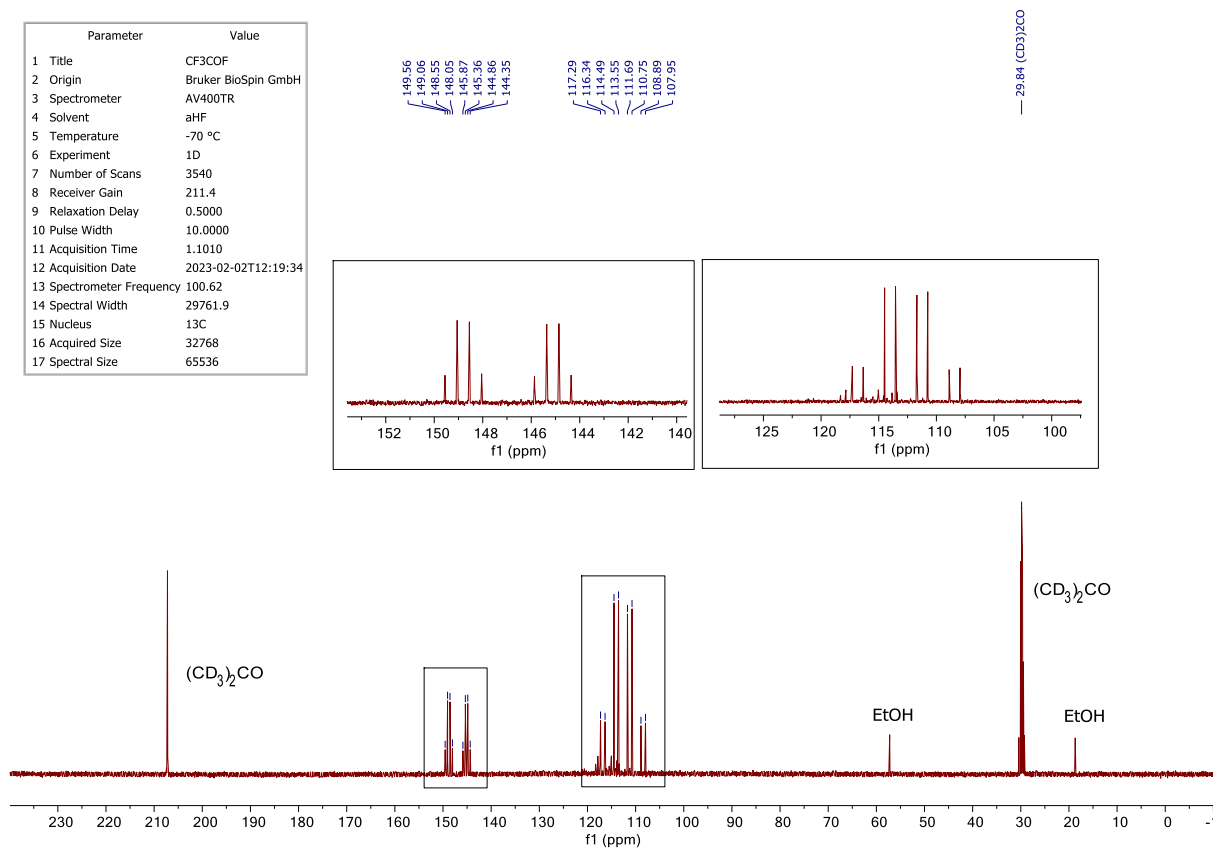 Parameter Value
1 Title CF3COF
2 Origin Bruker BioSpin GmbH
3 Spectrometer AV400TR
4 Solvent aHF
5 Temperature -70 °C
6 Experiment 1D
7 Number of Scans 3540
8 Receiver Gain 211.4
9 Relaxation Delay 0.5000
10 Pulse Width 10.0000
11 Acquisition Time 1.1010
12 Acquisition Date 2023-02-02T12:19:34
13 Spectrometer Frequency 100.62
14 Spectral Width 29761.9
15 Nucleus 13C
16 Acquired Size 32768
17 Spectral Size 65536
149.56
149.06
148.55
148.05
145.87
145.36
144.86
144.35
117.29
116.34
114.49
113.55
111.69
110.75
108.89
107.95
29.84 (CD3)2CO
152 150 148 146 144 142 140
f1 (ppm)
125 120 115 110 105 100
f1 (ppm)
(CD3)2CO
(CD3)2CO
EtOH
EtOH
230 220 210 200 190 180 170 160 150 140 130 120 110 100 90 80 70 60 50 40 30 20 10 0
f1 (ppm)